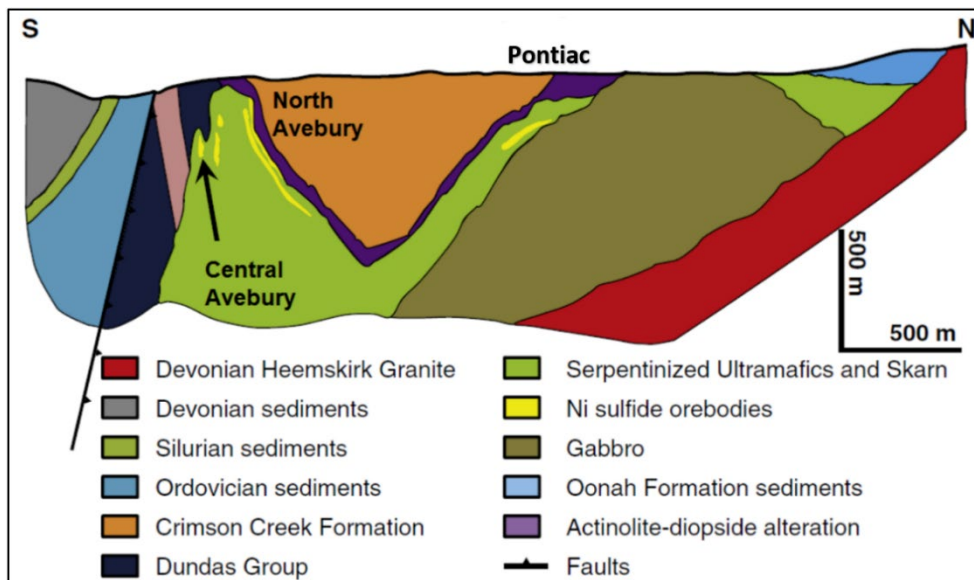 S
N
Pontiac
North
Avebury
Central
Avebury
500 m
500 m
Devonian Heemskirk Granite
Devonian sediments
Silurian sediments
Ordovician sediments
Crimson Creek Formation
Dundas Group
Serpentinized Ultramafics and Skarn
Ni sulfide orebodies
Gabbro
Oonah Formation sediments
Actinolite-diopside alteration
Faults